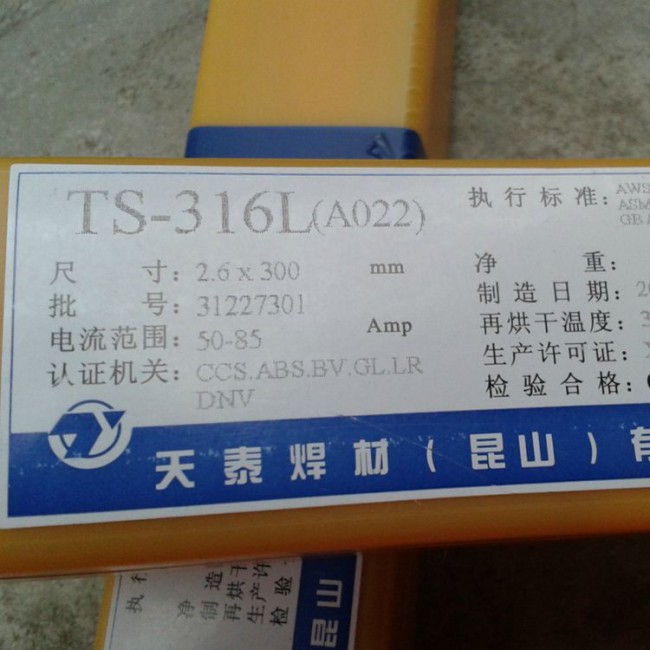 TS-316L(A022)
尺 寸：2.6 x 300 mm
批 号：31227301
电流范围：50-85 Amp
认证机关：CCS.ABS.BV.GL.LR
DNV
执行标准：AWS
ASM
GB
净 重：
制造日期：20
再烘干温度：3
生产许可证：
检验合格：
天泰焊材（昆山）有
执行
净
制造
再烘干
生产许
检验
昆山